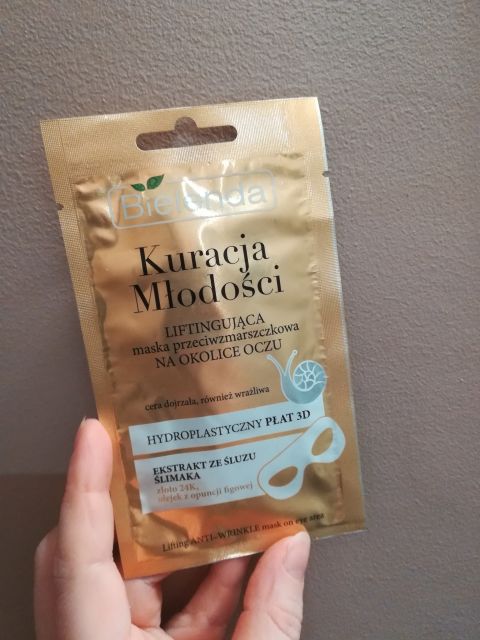 Bielenda
Kuracja
Młodości
LIFTINGUJĄCA
maska przeciwzmarszczkowa
NA OKOLICE OCZU
cera dojrzała, również wrażliwa
HYDROPLASTYCZNY PŁAT 3D
EKSTRAKT ZE ŚLUZU
ŚLIMAKA
złoto 24K,
olejek z opuncji figowej
Lifting ANTI-WRINKLE mask on eye area